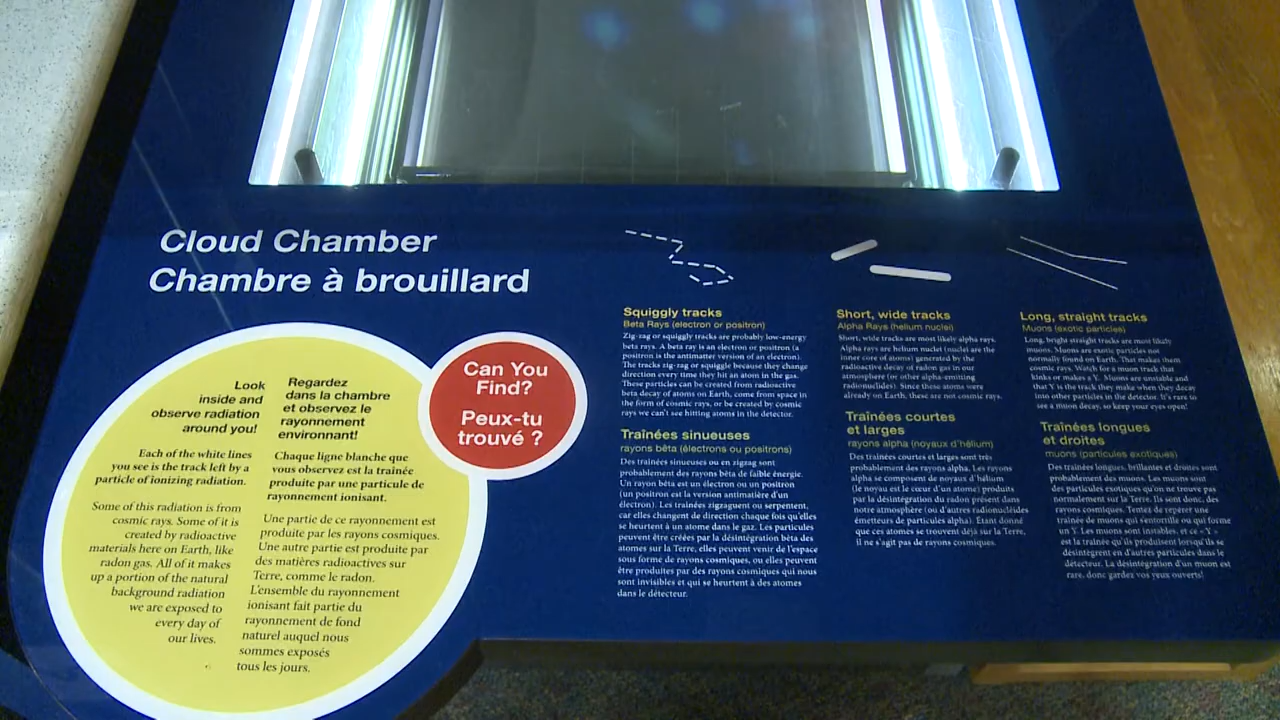 Cloud Chamber
Chambre à brouillard
Look
inside and
observe radiation
around you!
Each of the white lines
you see is the track left by a
particle of ionizing radiation.
Some of this radiation is from
cosmic rays. Some of it is
created by radioactive
materials here on Earth, like
radon gas. All of it makes
up a portion of the natural
background radiation
we are exposed to
every day of
our lives.
Regardez
dans la chambre
et observez le
rayonnement
environnant!
Chaque ligne blanche que
vous observez est la traînée
produite par une particule de
rayonnement ionisant.
Une partie de ce rayonnement est
produite par les rayons cosmiques.
Une autre partie est produite par
des matières radioactives sur
Terre, comme le radon.
L'ensemble du rayonnement
ionisant fait partie du
rayonnement de fond
naturel auquel nous
sommes exposés
tous les jours.
Can You
Find?
Peux-tu
trouvé ?
Squiggly tracks
Beta Rays (electron or positron)
Zig-zag or squiggly tracks are probably low-energy
beta rays. A beta ray is an electron or positron (a
positron is the antimatter version of an electron).
The tracks zig-zag or squiggle because they change
direction every time they hit an atom in the gas.
These particles can be created from radioactive
beta decay of atoms on Earth, come from space in
the form of cosmic rays, or be created by cosmic
rays we can't see hitting atoms in the detector.
Traînées sinueuses
rayons bêta (électrons ou positrons)
Des traînées sinueuses ou en zigzag sont
probablement des rayons bêta de faible énergie.
Un rayon bêta est un électron ou un positron
(un positron est la version antimatière d'un
électron). Les traînées zigzaguent ou serpentent,
car elles changent de direction chaque fois qu'elles
se heurtent à un atome dans le gaz. Les particules
peuvent être créées par la désintégration bêta des
atomes sur la Terre, elles peuvent venir de l'espace
sous forme de rayons cosmiques, ou elles peuvent
être produites par des rayons cosmiques qui nous
sont invisibles et qui se heurtent à des atomes
dans le détecteur.
Short, wide tracks
Alpha Rays (helium nuclei)
Short, wide tracks are most likely alpha rays.
Alpha rays are helium nuclei (nuclei are the
inner core of atoms) generated by the
radioactive decay of radon gas in our
atmosphere (or other alpha-emitting
radionuclides). Since these atoms were
already on Earth, these are not cosmic rays.
Traînées courtes
et larges
rayons alpha (noyaux d'hélium)
Des traînées courtes et larges sont très
probablement des rayons alpha. Les rayons
alpha se composent de noyaux d'hélium
(le noyau est le cœur d'un atome) produits
par la désintégration du radon présent dans
notre atmosphère (ou d'autres radionucléides
émetteurs de particules alpha). Étant donné
que ces atomes se trouvent déjà sur la Terre,
il ne s'agit pas de rayons cosmiques.
Long, straight tracks
Muons (exotic particles)
Long, bright straight tracks are most likely
muons. Muons are exotic particles not
normally found on Earth. That makes them
cosmic rays. Watch for a muon track that
kinks or makes a Y. Muons are unstable and
that Y is the track they make when they decay
into other particles in the detector. It's rare to
see a muon decay, so keep your eyes open!
Traînées longues
et droites
muons (particules exotiques)
Des traînées longues, brillantes et droites sont
probablement des muons. Les muons sont
des particules exotiques qu'on ne trouve pas
normalement sur la Terre. Ils sont donc des
rayons cosmiques. Tentez de repérer une
traînée de muons qui s'entortille ou qui forme
un Y. Les muons sont instables, et ce « Y »
est la traînée qu'ils produisent lorsqu'ils se
désintègrent en d'autres particules dans le
détecteur. La désintégration d'un muon est
rare, donc gardez vos yeux ouverts!